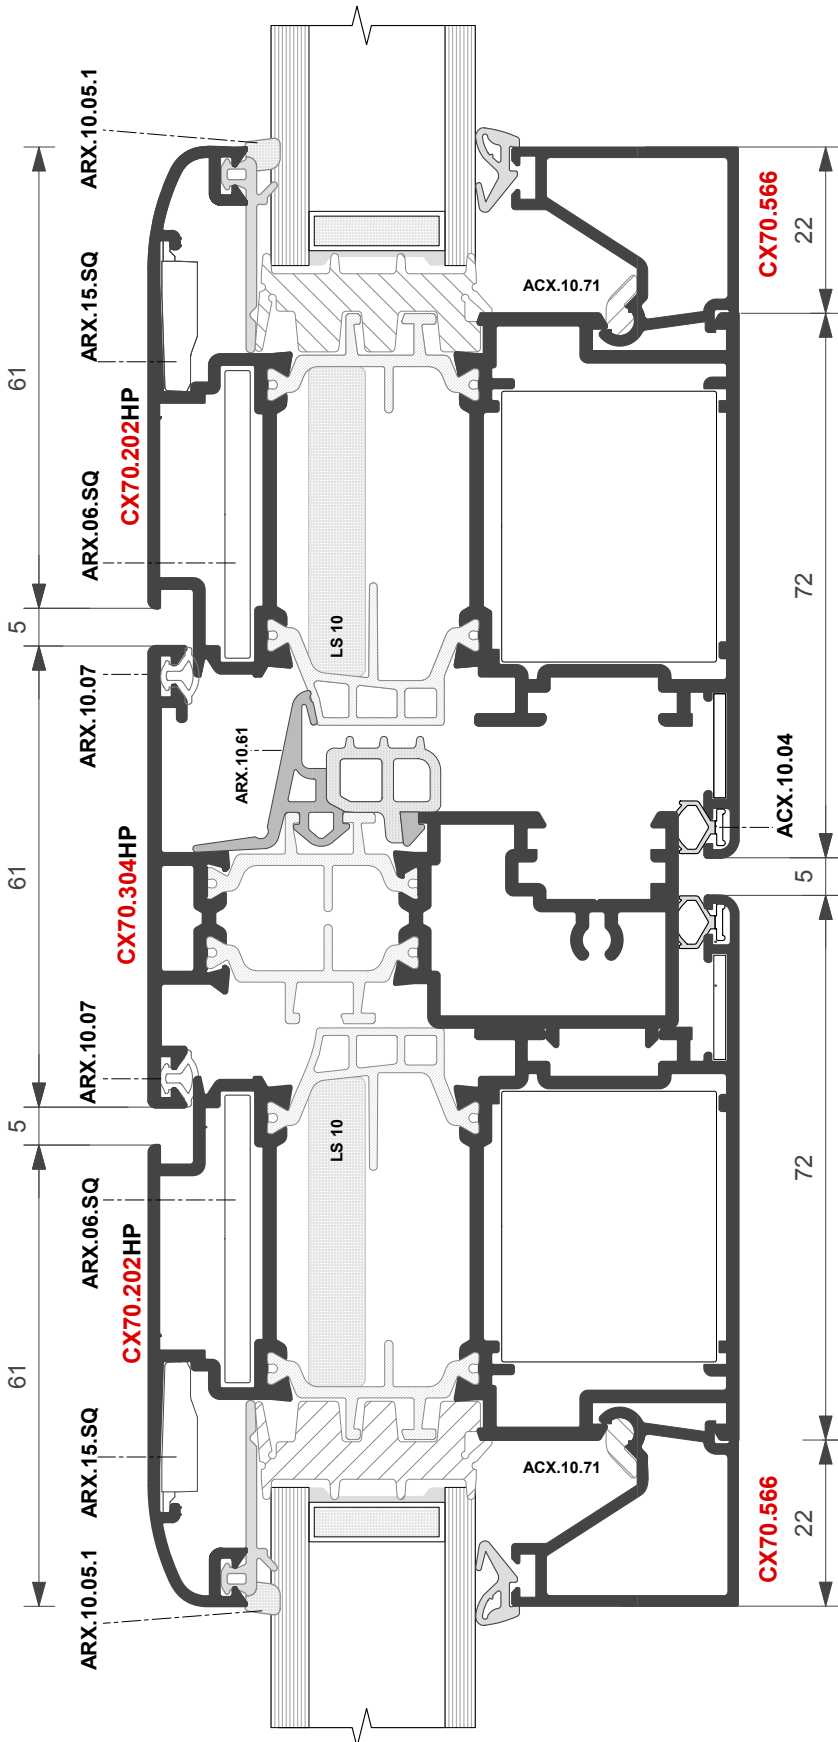 ARX.10.05.1
ARX.15.SQ
CX70.202HP
ARX.06.SQ
ARX.10.07
ARX.10.61
CX70.304HP
ARX.10.07
ARX.06.SQ
CX70.202HP
ARX.15.SQ
ARX.10.05.1
61
5
61
5
61
LS 10
LS 10
ACX.10.71
ACX.10.71
CX70.566
ACX.10.04
CX70.566
22
72
5
72
22